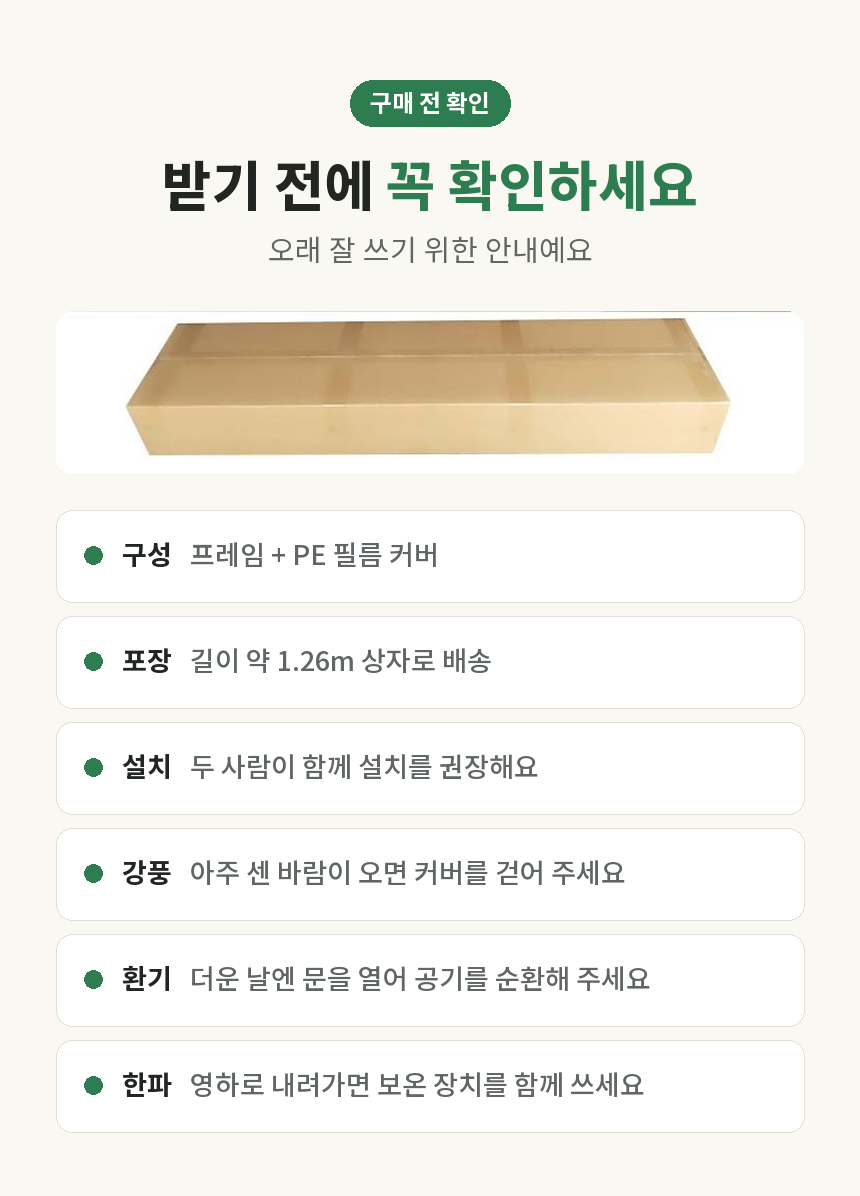 구매 전 확인
받기 전에 꼭 확인하세요
오래 잘 쓰기 위한 안내예요
구성 프레임 + PE 필름 커버
포장 길이 약 1.26m 상자로 배송
설치 두 사람이 함께 설치를 권장해요
강풍 아주 센 바람이 오면 커버를 걷어 주세요
환기 더운 날엔 문을 열어 공기를 순환해 주세요
한파 영하로 내려가면 보온 장치를 함께 쓰세요